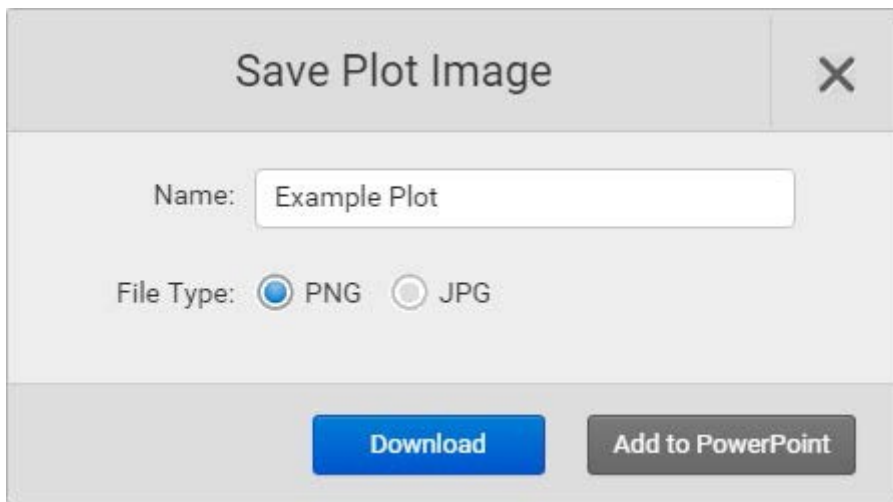 Save Plot Image
Name: Example Plot
File Type: PNG JPG
Download Add to PowerPoint